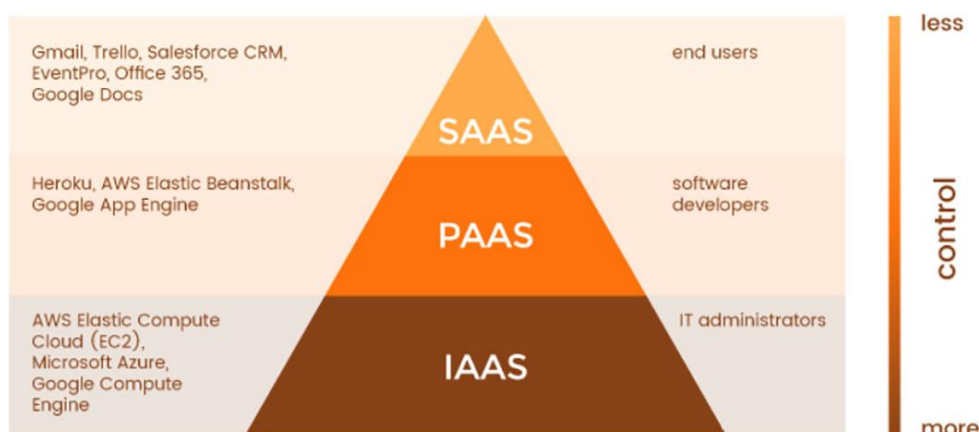 Gmail, Trello, Salesforce CRM,
EventPro, Office 365,
Google Docs
SAAS
end users
Heroku, AWS Elastic Beanstalk,
Google App Engine
PAAS
software
developers
AWS Elastic Compute
Cloud (EC2),
Microsoft Azure,
Google Compute
Engine
IAAS
IT administrators
less
control
more